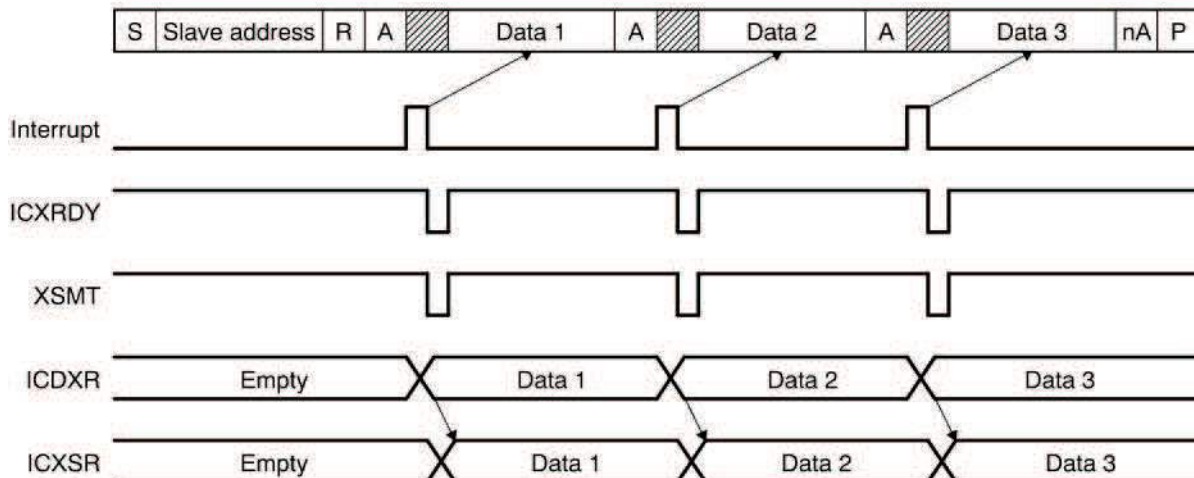 S Slave address R A Data 1 A Data 2 A Data 3 nA P
Interrupt
ICXRDY
XSMT
ICDXR Empty Data 1 Data 2 Data 3
ICXSR Empty Data 1 Data 2 Data 3